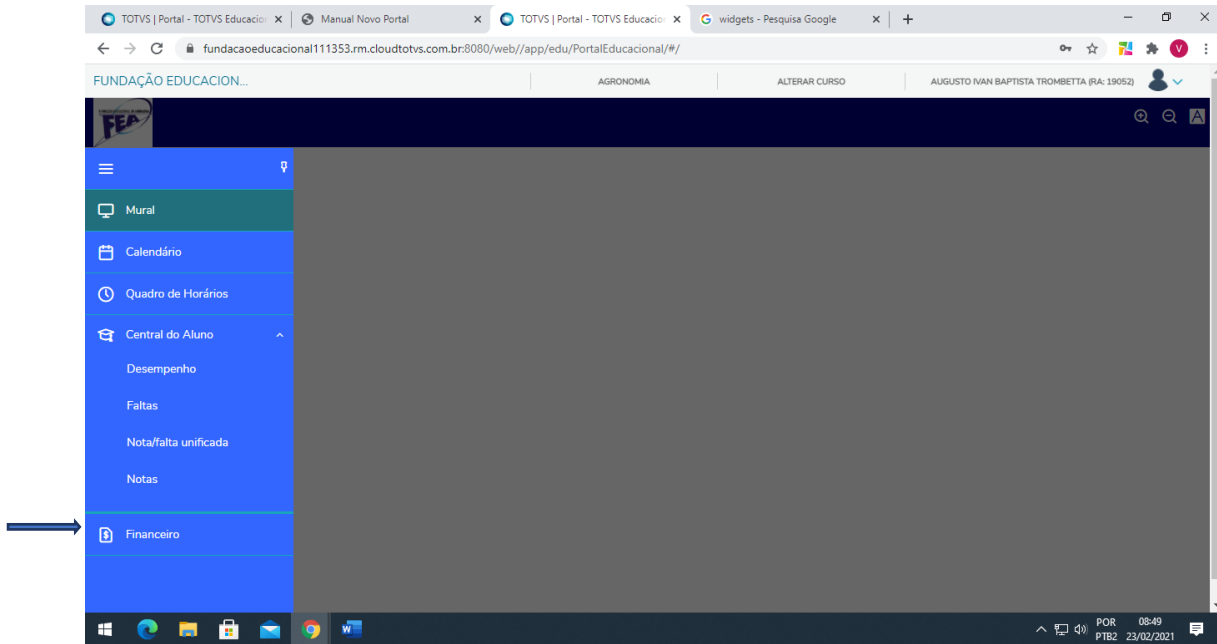 TOTVS | Portal - TOTVS Educacion
Manual Novo Portal
TOTVS | Portal - TOTVS Educacion
G widgets - Pesquisa Google
fundacaoeducacional111353.rm.cloudtotvs.com.br:8080/web//app/edu/PortalEducacional/#/
V
FUNDAÇÃO EDUCACION...
AGRONOMIA
ALTERAR CURSO
AUGUSTO IVAN BAPTISTA TROMBETTA (RA: 19052)
FEA
A
Mural
Calendário
Quadro de Horários
Central do Aluno
Desempenho
Faltas
Nota/falta unificada
Notas
Financeiro
POR 08:49
PTB2 23/02/2021